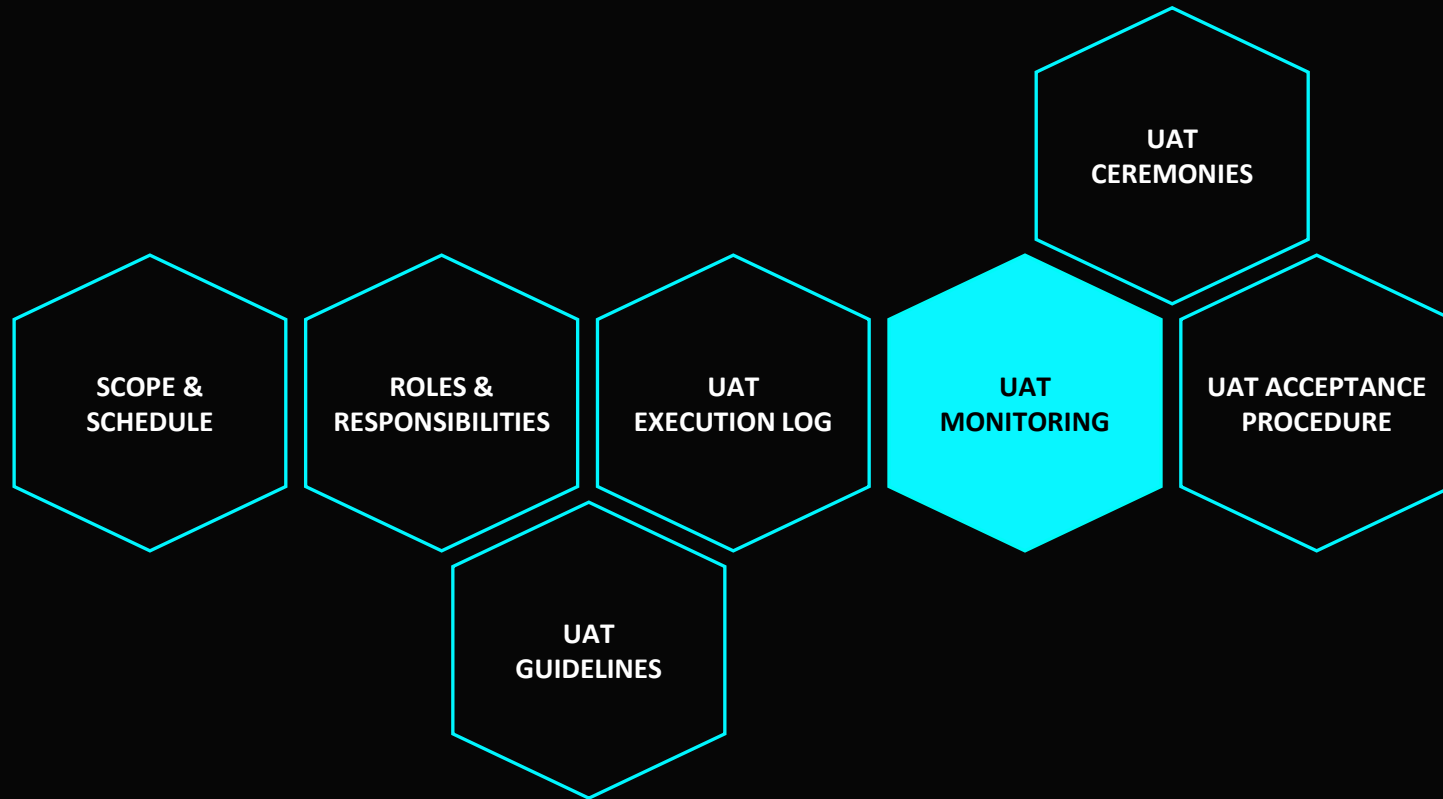 UAT
CEREMONIES
SCOPE &
SCHEDULE
ROLES &
RESPONSIBILITIES
UAT
EXECUTION LOG
UAT
MONITORING
UAT ACCEPTANCE
PROCEDURE
UAT
GUIDELINES